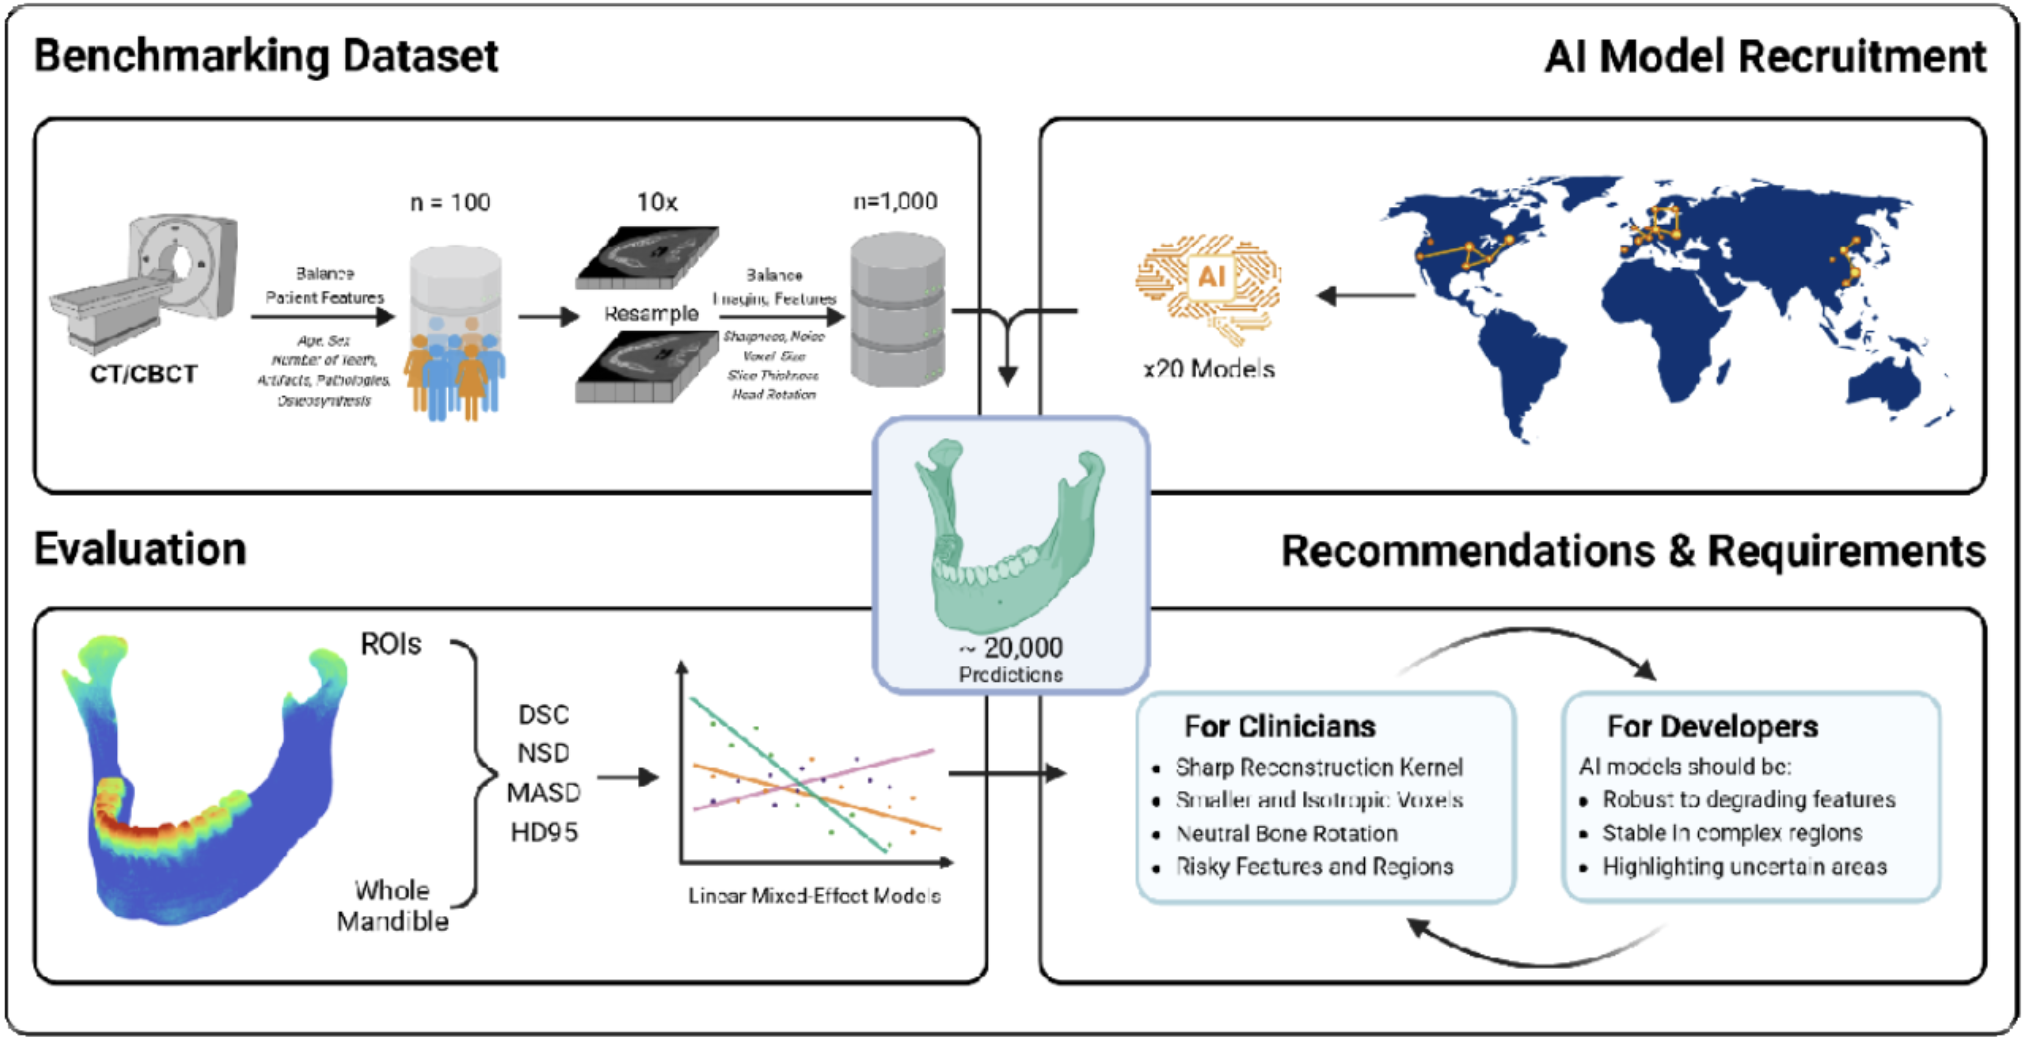 Benchmarking Dataset
AI Model Recruitment
CT/CBCT
Balance
Patient Features
Age, Sex
Number of Teeth,
Artifacts, Pathologies,
Osteosynthesis
n = 100
10x
Resample
Balance
Imaging Features
Sharpness, Noise
Voxel Size
Slice Thickness
Head Rotation
n=1,000
AI
x20 Models
~ 20,000
Predictions
Evaluation
ROIs
Whole
Mandible
DSC
NSD
MASD
HD95
Linear Mixed-Effect Models
Recommendations & Requirements
For Clinicians
• Sharp Reconstruction Kernel
• Smaller and Isotropic Voxels
• Neutral Bone Rotation
• Risky Features and Regions
For Developers
AI models should be:
• Robust to degrading features
• Stable in complex regions
• Highlighting uncertain areas